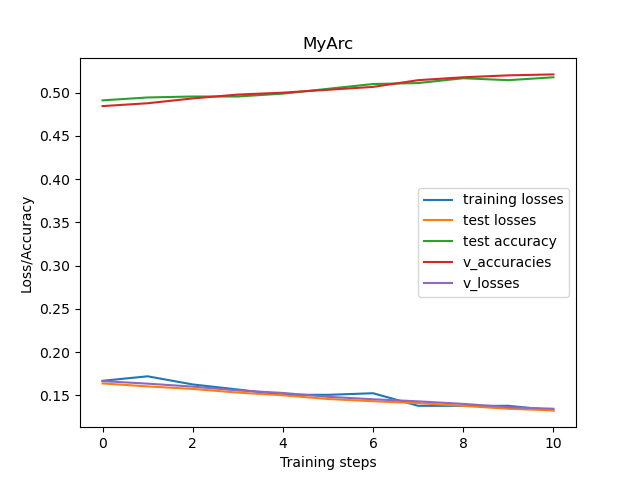 MyArc
Loss/Accuracy
0.50
0.45
0.40
0.35
0.30
0.25
0.20
0.15
training losses
test losses
test accuracy
v_accuracies
v_losses
0 2 4 6 8 10
Training steps